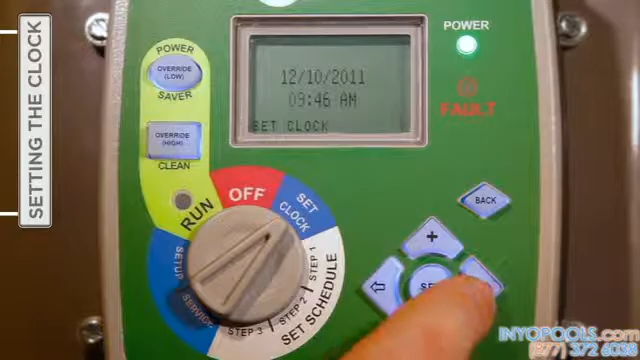 SETTING THE CLOCK
POWER
OVERRIDE
(LOW)
SAVER
OVERRIDE
(HIGH)
CLEAN
12/10/2011
09:46 AM
SET CLOCK
POWER
FAULT
BACK
+
RUN
OFF
SET
CLOCK
STEP 1
STEP 2
STEP 3
SET SCHEDULE
SERVICE
SETUP
INYOPOOLS.com
(877) 372 6038